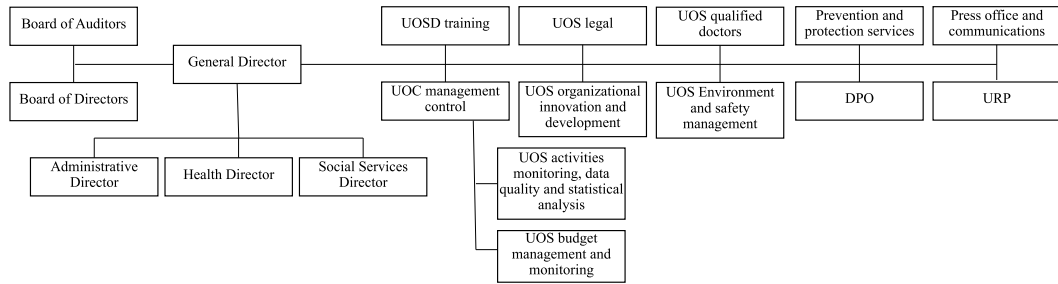 Board of Auditors
UOSD training
UOS legal
UOS qualified
doctors
Prevention and
protection services
Press office and
communications
General Director
Board of Directors
UOC management
control
UOS organizational
innovation and
development
UOS Environment
and safety
management
DPO
URP
Administrative
Director
Health Director
Social Services
Director
UOS activities
monitoring, data
quality and statistical
analysis
UOS budget
management and
monitoring